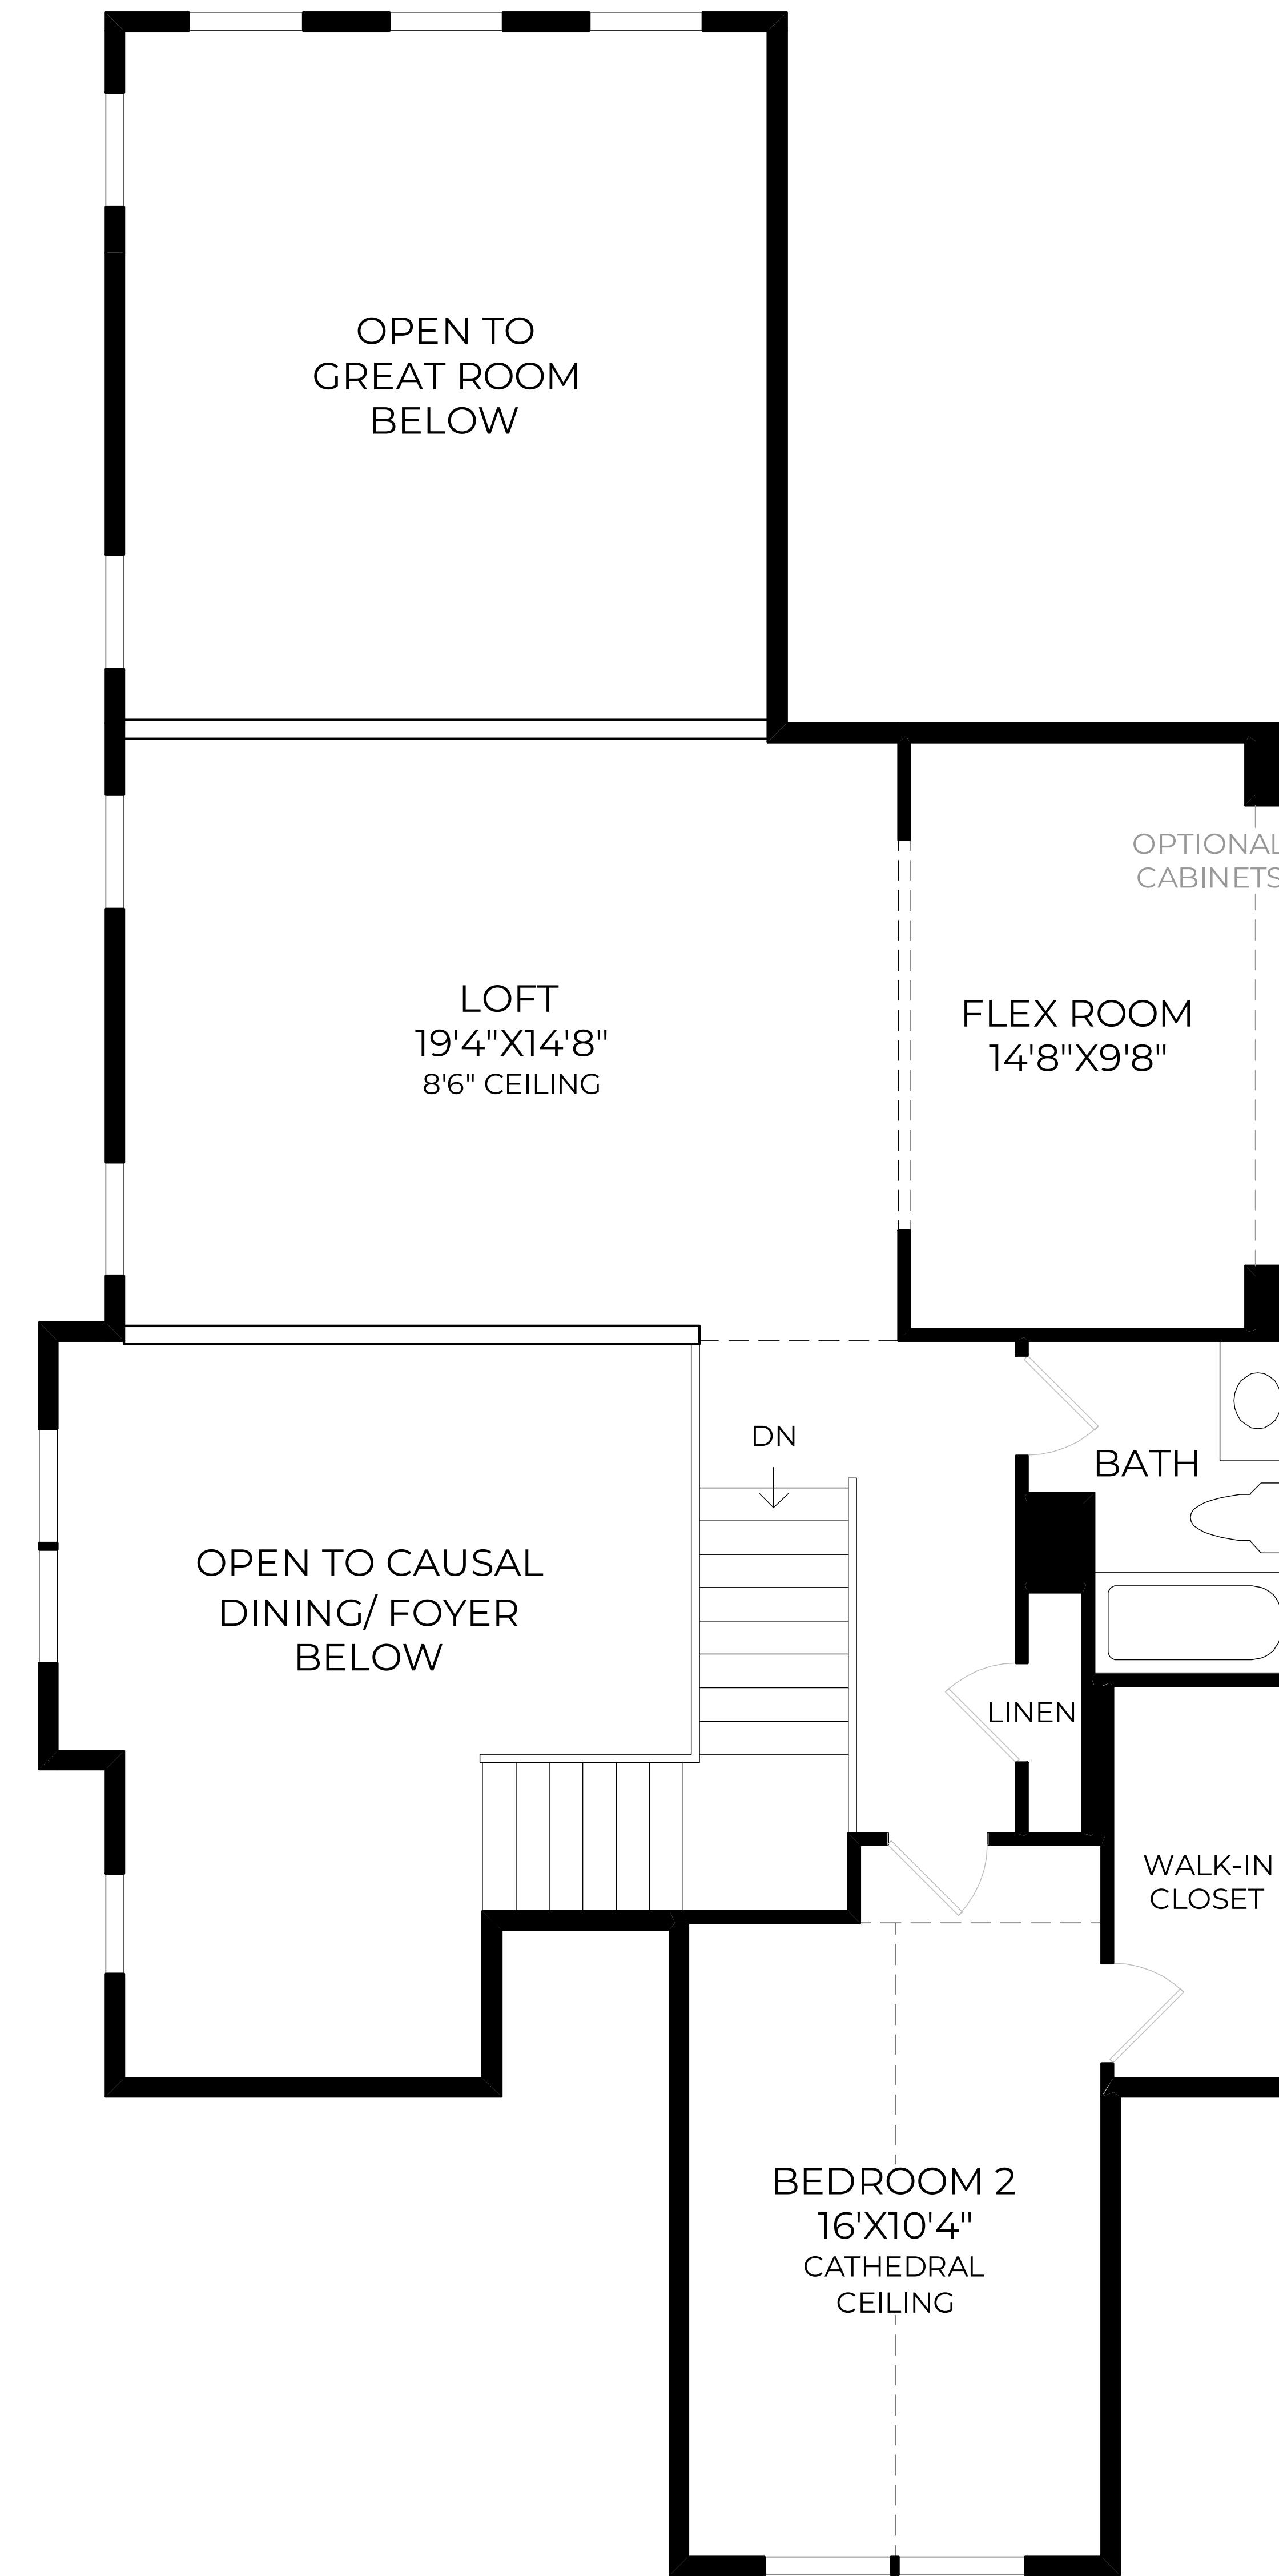 OPEN TO
GREAT ROOM
BELOW
OPTIONAL
CABINETS
LOFT
19'4"X14'8"
8'6" CEILING
FLEX ROOM
14'8"X9'8"
DN
BATH
OPEN TO CAUSAL
DINING/ FOYER
BELOW
LINEN
WALK-IN
CLOSET
BEDROOM 2
16'X10'4"
CATHEDRAL
CEILING